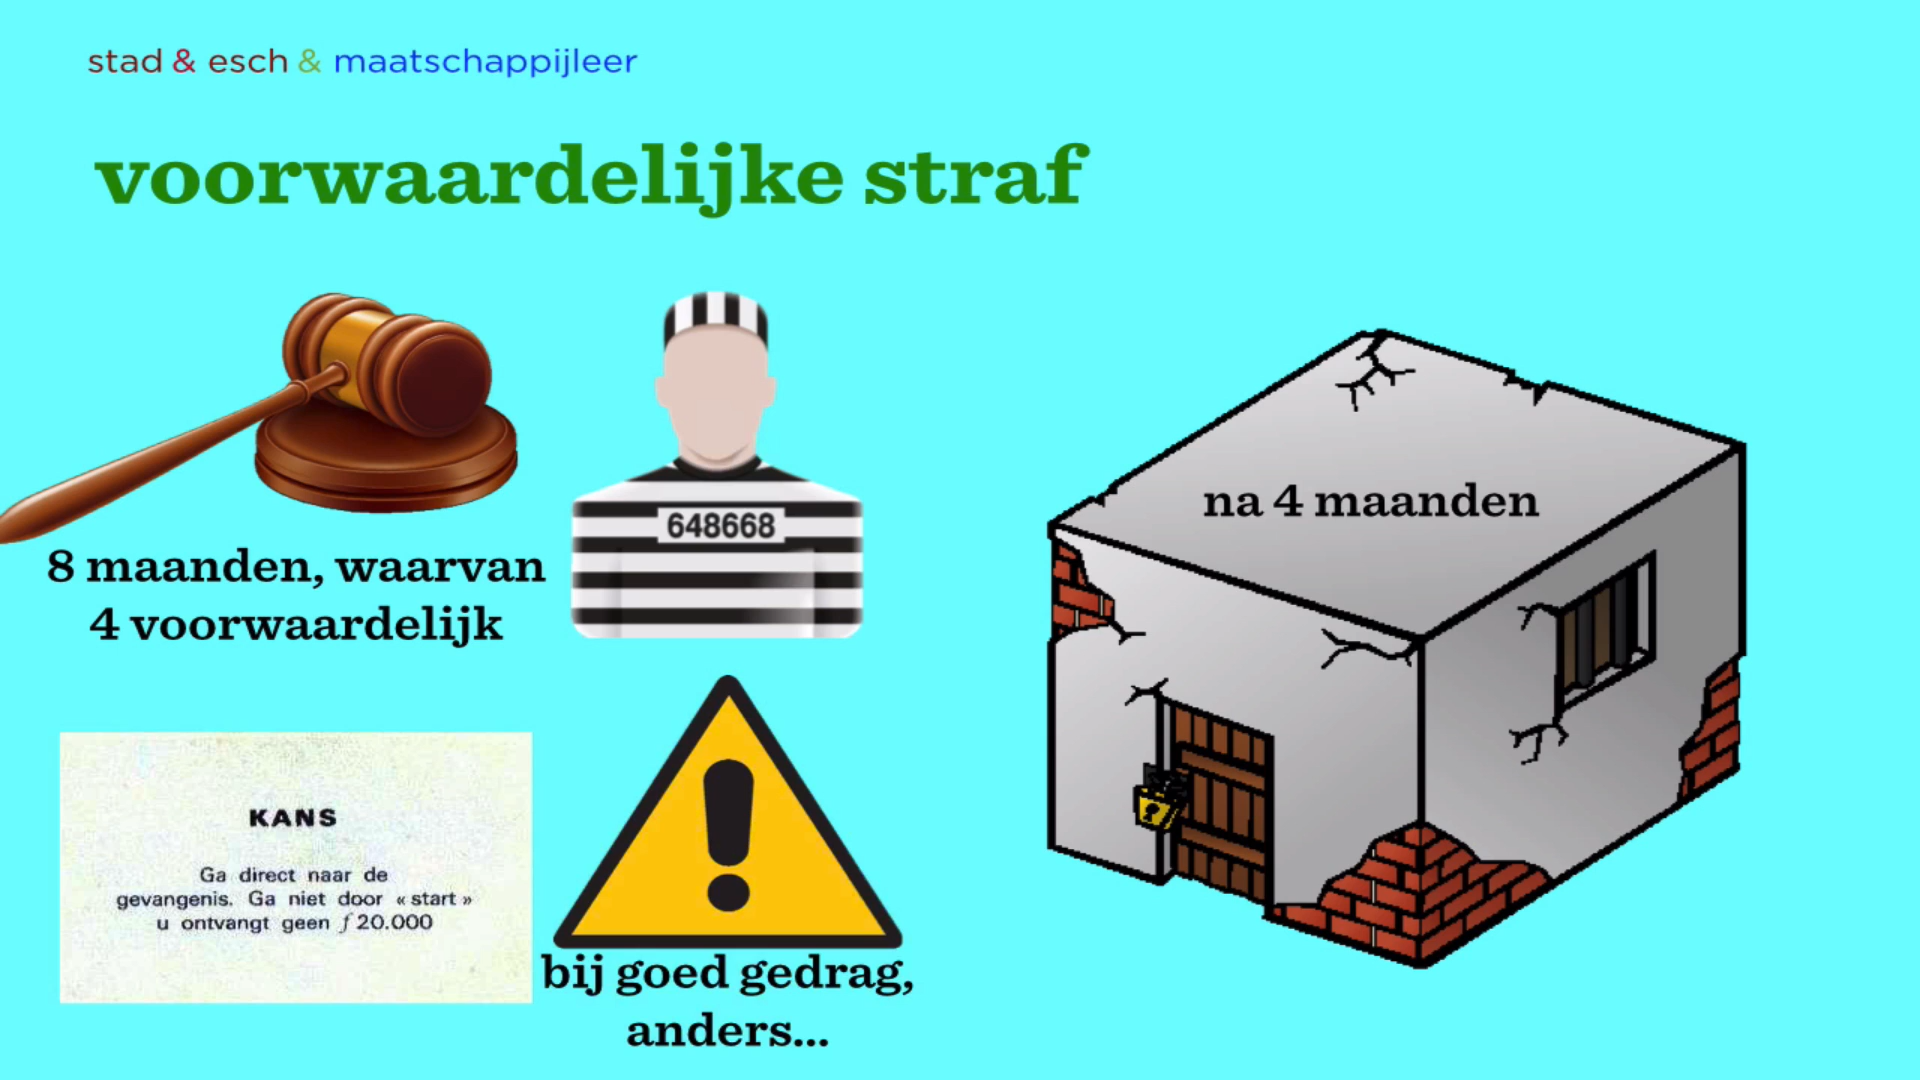 stad & esch & maatschappijleer
voorwaardelijke straf
648668
8 maanden, waarvan
4 voorwaardelijk
na 4 maanden
KANS
Ga direct naar de
gevangenis. Ga niet door «start»
u ontvangt geen ƒ 20.000
bij goed gedrag,
anders...